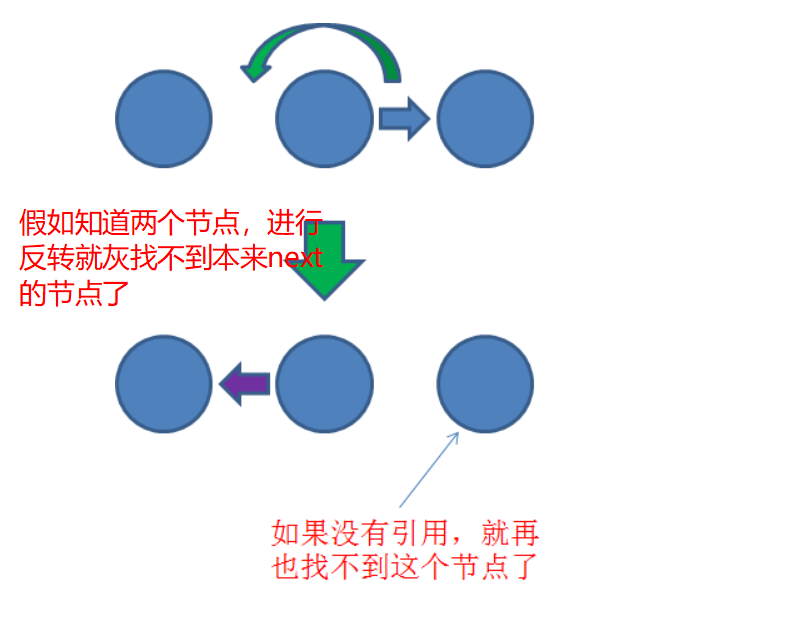 假如知道两个节点，进行
反转就灰找不到本来next
的节点了
如果没有引用，就再
也找不到这个节点了